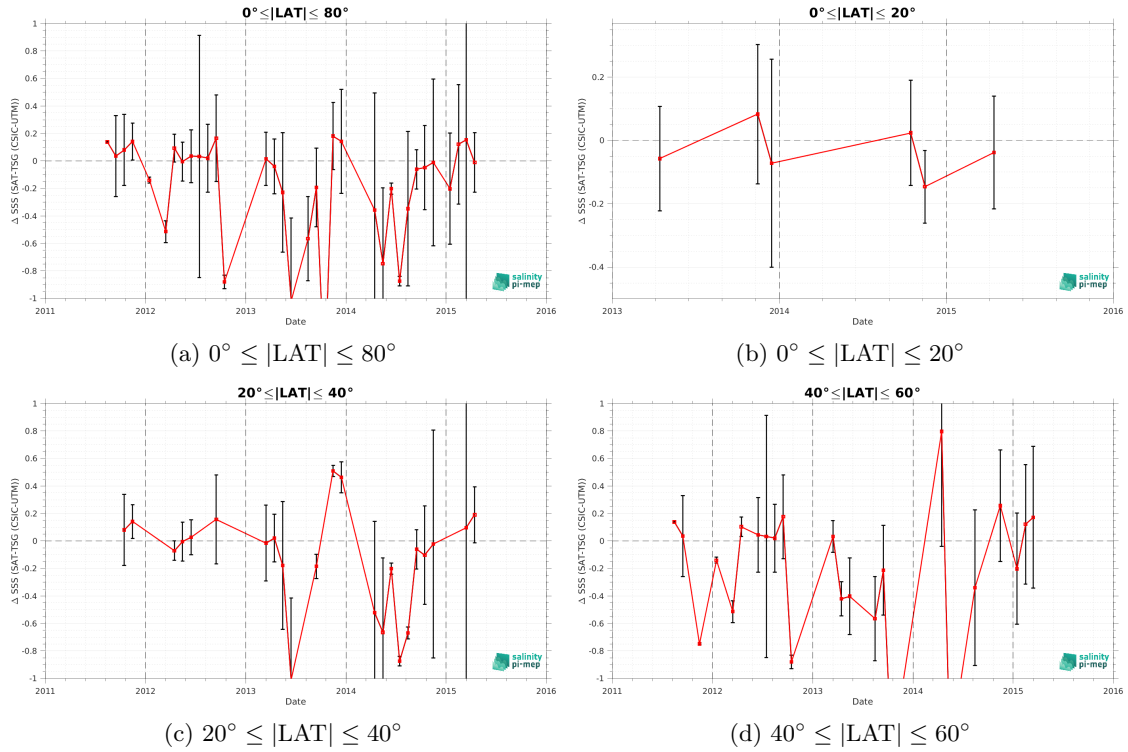 0°≤|LAT|≤ 80°
Δ SSS (SAT-TSG (CSIC-UTM))
1
0.8
0.6
0.4
0.2
0
-0.2
-0.4
-0.6
-0.8
-1
2011
2012
2013
2014
2015
2016
Date
salinity
pi-mep
(a) 0° ≤ |LAT| ≤ 80°
0°≤|LAT|≤ 20°
Δ SSS (SAT-TSG (CSIC-UTM))
0.2
0
-0.2
-0.4
2013
2014
2015
2016
Date
salinity
pi-mep
(b) 0° ≤ |LAT| ≤ 20°
20°≤|LAT|≤ 40°
Δ SSS (SAT-TSG (CSIC-UTM))
1
0.8
0.6
0.4
0.2
0
-0.2
-0.4
-0.6
-0.8
-1
2011
2012
2013
2014
2015
2016
Date
salinity
pi-mep
(c) 20° ≤ |LAT| ≤ 40°
40°≤|LAT|≤ 60°
Δ SSS (SAT-TSG (CSIC-UTM))
1
0.8
0.6
0.4
0.2
0
-0.2
-0.4
-0.6
-0.8
-1
2011
2012
2013
2014
2015
2016
Date
salinity
pi-mep
(d) 40° ≤ |LAT| ≤ 60°